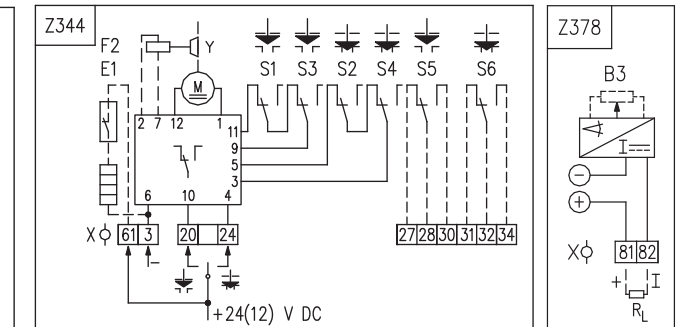 Z344
Z378
F2
Y
E1
S1 S3 S2 S4 S5 S6
B3
M
2 7 12 1
11
9
5
3
6 10 4
I
−
+
X 61 3 20 24 27 28 30 31 32 34
X 81 82
−
+ I
R_L
+24(12) V DC